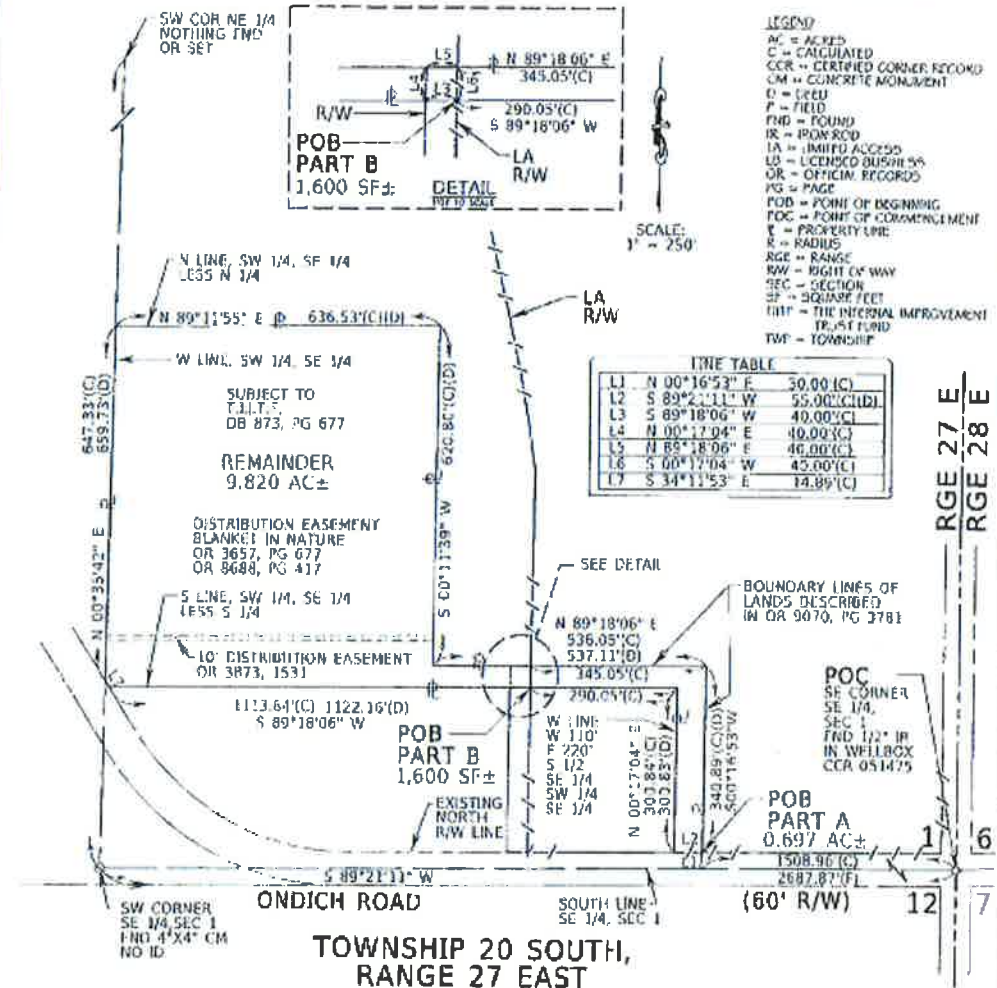 SW COR NE 1/4
NOTHING FND
OR SET
L5
N 89°18'06" E
345.05'(C)
L4
L3
L6
R/W
290.05'(C)
S 89°18'06" W
POB
PART B
1,600 SF±
LA
R/W
DETAIL
NOT TO SCALE
SCALE:
1" = 250'
LEGEND
AC = ACRES
C = CALCULATED
CCR = CERTIFIED CORNER RECORD
CM = CONCRETE MONUMENT
D = DEED
F = FIELD
FND = FOUND
IR = IRON ROD
LA = LIMITED ACCESS
LB = LICENSED BUSINESS
OR = OFFICIAL RECORDS
PG = PAGE
POB = POINT OF BEGINNING
POC = POINT OF COMMENCEMENT
= PROPERTY LINE
R = RADIUS
RGE = RANGE
R/W = RIGHT OF WAY
SEC = SECTION
SF = SQUARE FEET
TIITF = THE INTERNAL IMPROVEMENT
TRUST FUND
TWP = TOWNSHIP
N LINE, SW 1/4, SE 1/4
LESS N 1/4
N 89°11'55" E 636.53'(C)(D)
W LINE, SW 1/4, SE 1/4
LA
R/W
647.33'(C)
659.73'(D)
N 00°35'42" E
SUBJECT TO
T.I.I.T.F.
DB 873, PG 677
REMAINDER
9.820 AC±
DISTRIBUTION EASEMENT
BLANKET IN NATURE
OR 3657, PG 677
OR 8688, PG 417
620.80'(C)(D)
S 00°11'39" W
LINE TABLE
L1 N 00°16'53" E 30.00'(C)
L2 S 89°21'11" W 55.00'(C)(D)
L3 S 89°18'06" W 40.00'(C)
L4 N 00°17'04" E 40.00'(C)
L5 N 89°18'06" E 40.00'(C)
L6 S 00°17'04" W 40.00'(C)
L7 S 34°11'53" E 14.89'(C)
RGE 27 E
RGE 28 E
S LINE, SW 1/4, SE 1/4
LESS S 1/4
10' DISTRIBUTION EASEMENT
OR 3873, 1531
SEE DETAIL
N 89°18'06" E
536.05'(C)
537.11'(D)
345.05'(C)
290.05'(C)
BOUNDARY LINES OF
LANDS DESCRIBED
IN OR 9070, PG 3781
L7
1113.64'(C) 1122.16'(D)
S 89°18'06" W
POB
PART B
1,600 SF±
W LINE
W 110'
E 220'
S 1/2
SE 1/4
SW 1/4
SE 1/4
N 00°17'04" E
300.84'(C)
300.83'(D)
340.89'(C)(D)
S00°16'53"W
POC
SE CORNER
SE 1/4,
SEC 1
FND 1/2" IR
IN WELLBOX
CCR 051475
EXISTING
NORTH
R/W LINE
POB
PART A
0.697 AC±
L2
L1
1508.96'(C)
2687.87'(F)
1
6
12
7
S 89°21'11" W
ONDICH ROAD
SOUTH LINE
SE 1/4, SEC 1
(60' R/W)
SW CORNER
SE 1/4, SEC 1
FND 4"X4" CM
NO ID
TOWNSHIP 20 SOUTH,
RANGE 27 EAST